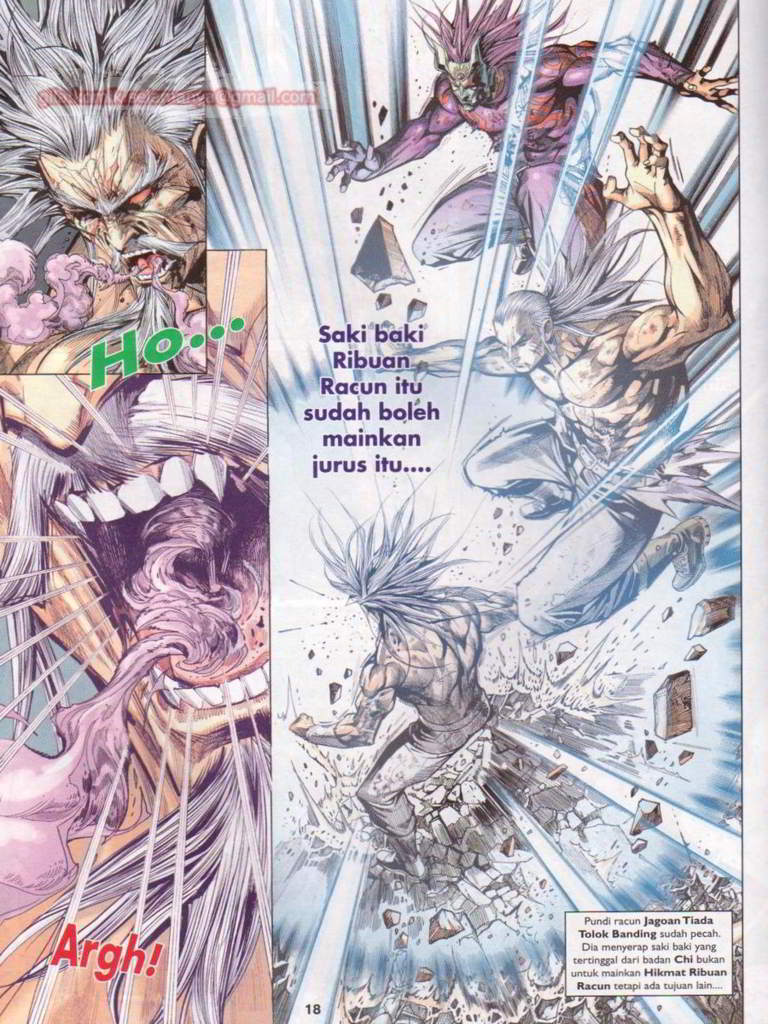 Ho...
Saki baki
Ribuan
Racun itu
sudah boleh
mainkan
jurus itu....
Argh!
Pundi racun Jagoan Tiada
Tolok Banding sudah pecah.
Dia menyerap saki baki yang
tertinggal dari badan Chi bukan
untuk mainkan Hikmat Ribuan
Racun tetapi ada tujuan lain....
18